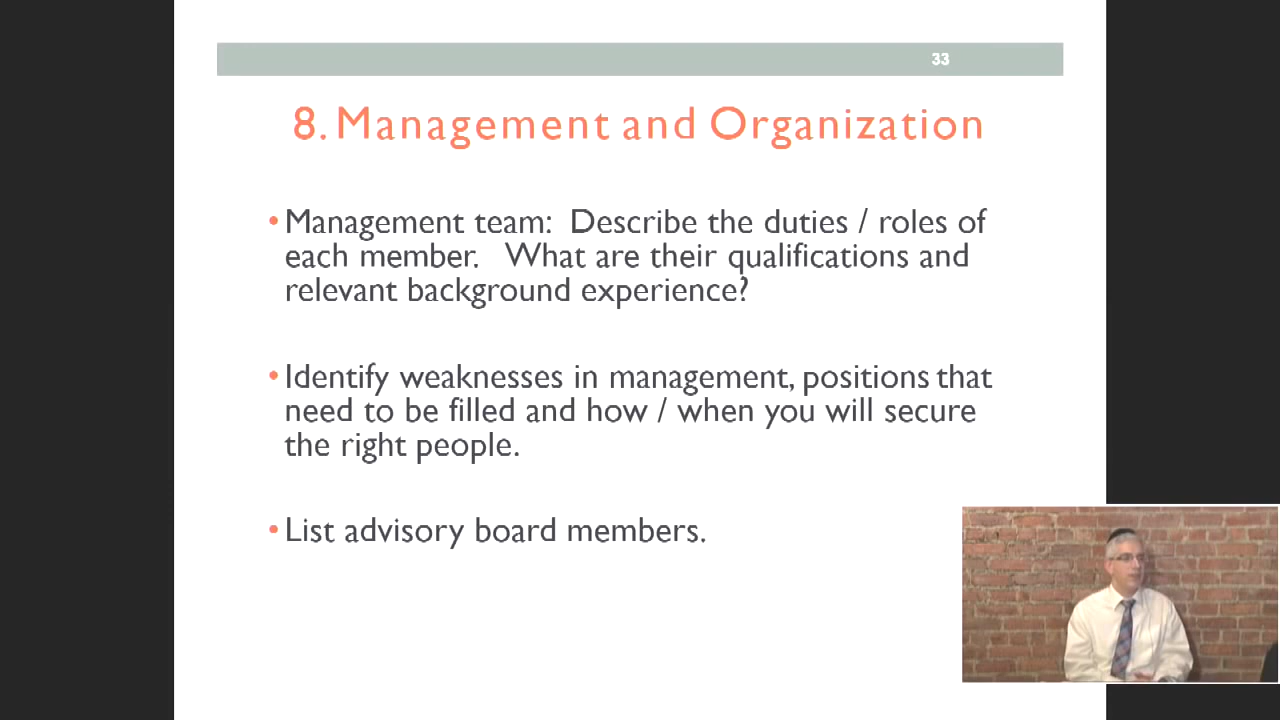 33
8. Management and Organization
•Management team:  Describe the duties / roles of
each member.   What are their qualifications and
relevant background experience?
•Identify weaknesses in management, positions that
need to be filled and how / when you will secure
the right people.
•List advisory board members.